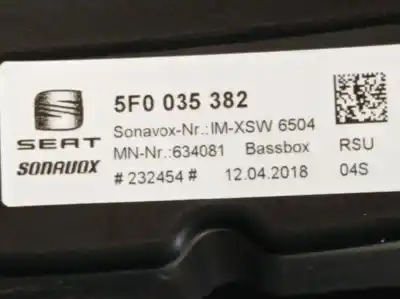 5F0 035 382
SEAT
Sonavox-Nr.:IM-XSW 6504
SONAVOX
MN-Nr.:634081 Bassbox RSU
# 232454 # 12.04.2018 04S